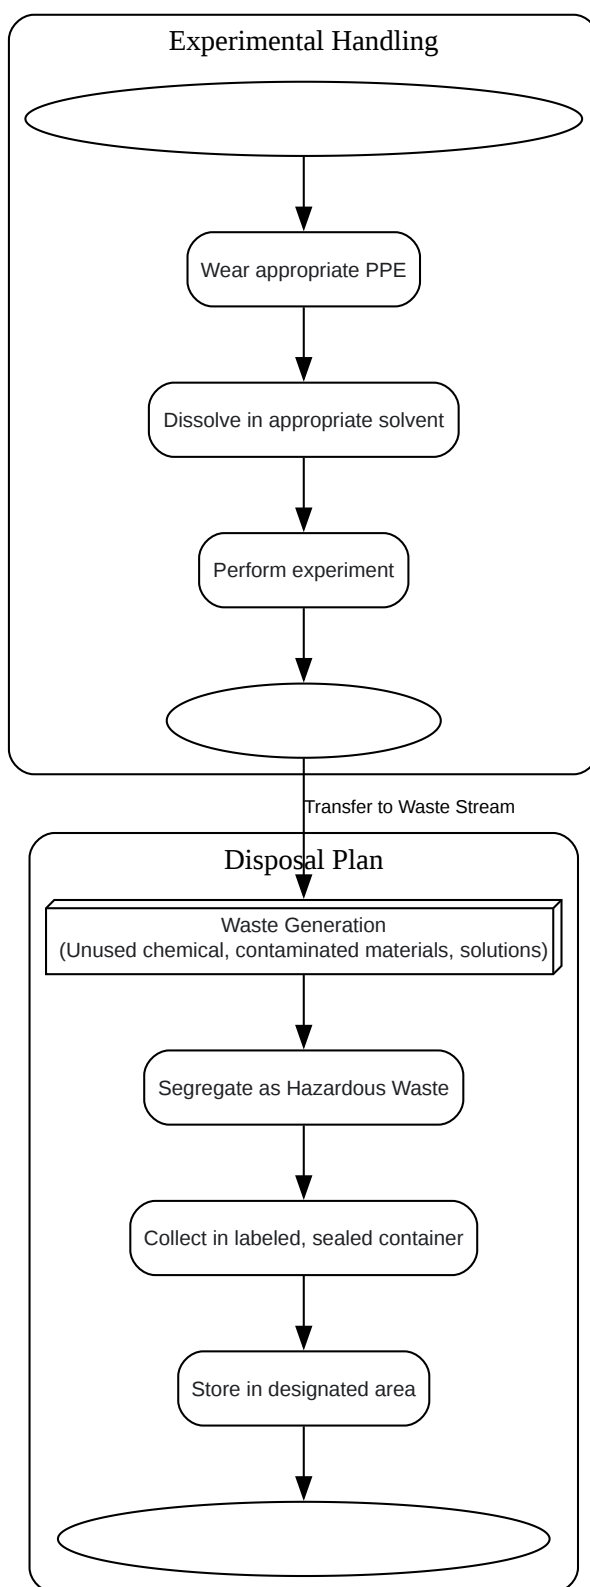 Experimental Handling
Wear appropriate PPE
Dissolve in appropriate solvent
Perform experiment
Transfer to Waste Stream
Disposal Plan
Waste Generation
(Unused chemical, contaminated materials, solutions)
Segregate as Hazardous Waste
Collect in labeled, sealed container
Store in designated area